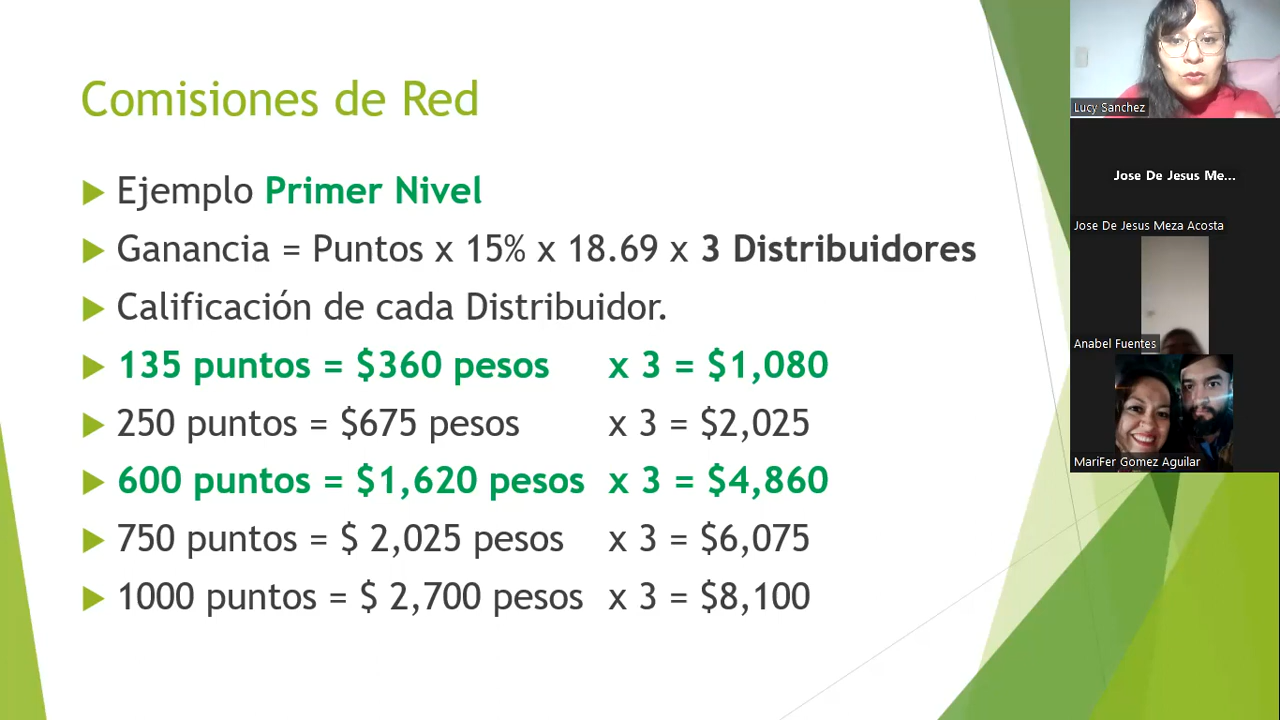 Comisiones de Red
Ejemplo Primer Nivel
Ganancia = Puntos x 15% x 18.69 x 3 Distribuidores
Calificación de cada Distribuidor.
135 puntos = $360 pesos x 3 = $1,080
250 puntos = $675 pesos x 3 = $2,025
600 puntos = $1,620 pesos x 3 = $4,860
750 puntos = $ 2,025 pesos x 3 = $6,075
1000 puntos = $ 2,700 pesos x 3 = $8,100
Lucy Sanchez
Jose De Jesus Me...
Jose De Jesus Meza Acosta
Anabel Fuentes
MariFer Gomez Aguilar